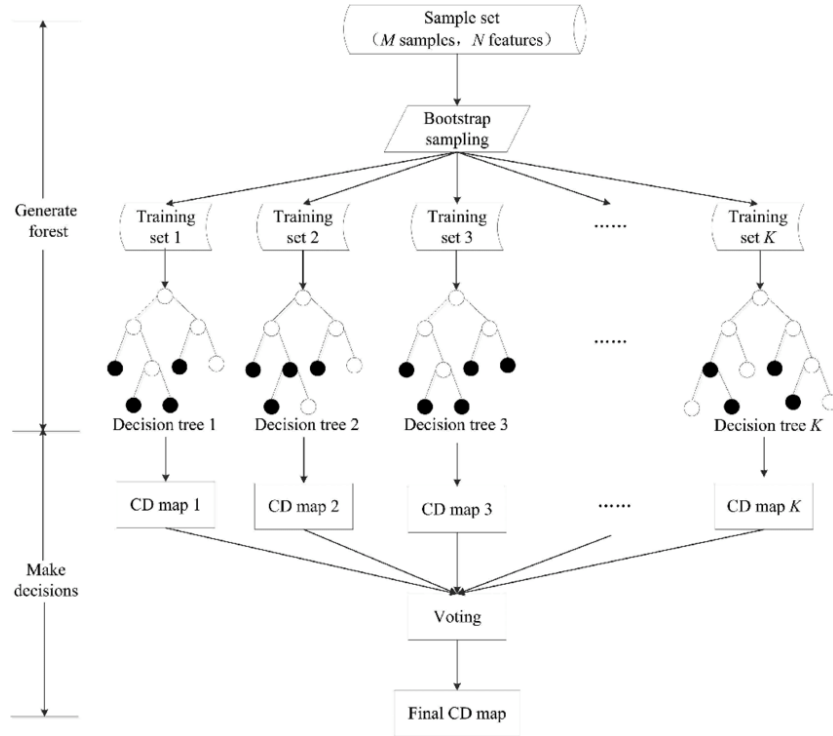 Sample set
（M samples，N features）
Bootstrap
sampling
Generate
forest
Training
set 1
Training
set 2
Training
set 3
……
Training
set K
……
Decision tree 1
Decision tree 2
Decision tree 3
Decision tree K
CD map 1
CD map 2
CD map 3
……
CD map K
Make
decisions
Voting
Final CD map